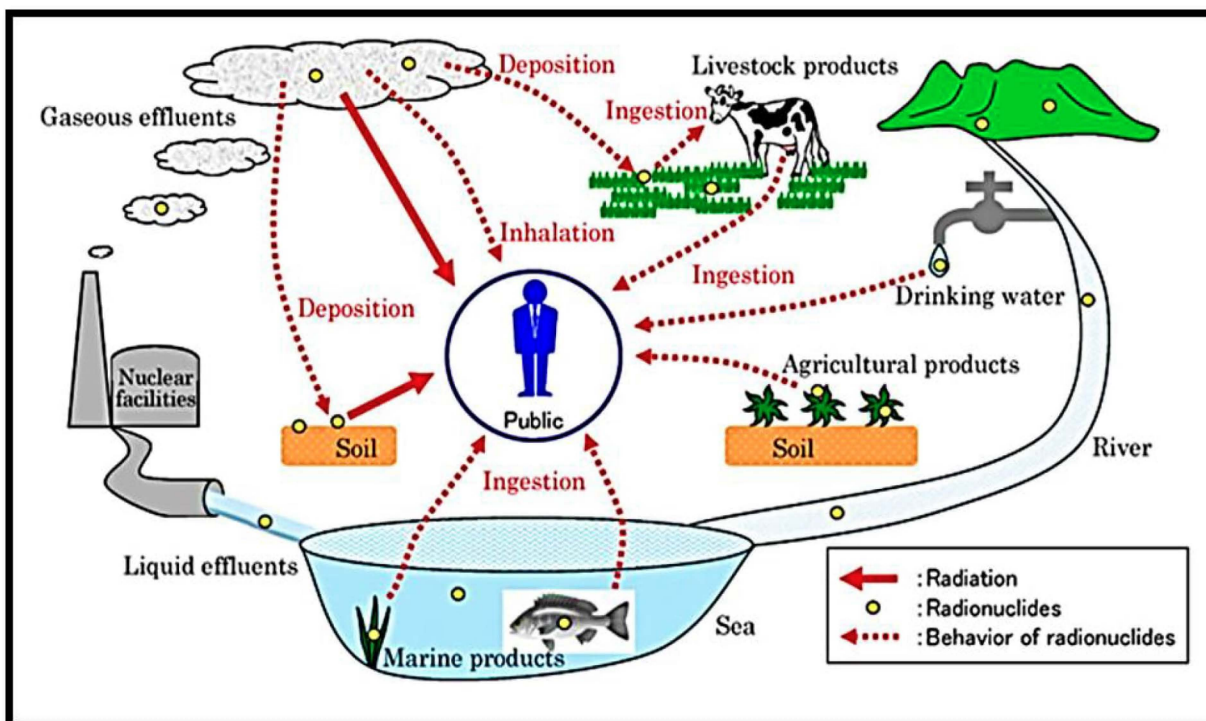 Deposition
Livestock products
Ingestion
Gaseous effluents
Inhalation
Ingestion
Drinking water
Deposition
Nuclear
facilities
Agricultural products
Public
Soil
Soil
River
Ingestion
Liquid effluents
:Radiation
:Radionuclides
Sea
:Behavior of radionuclides
Marine products